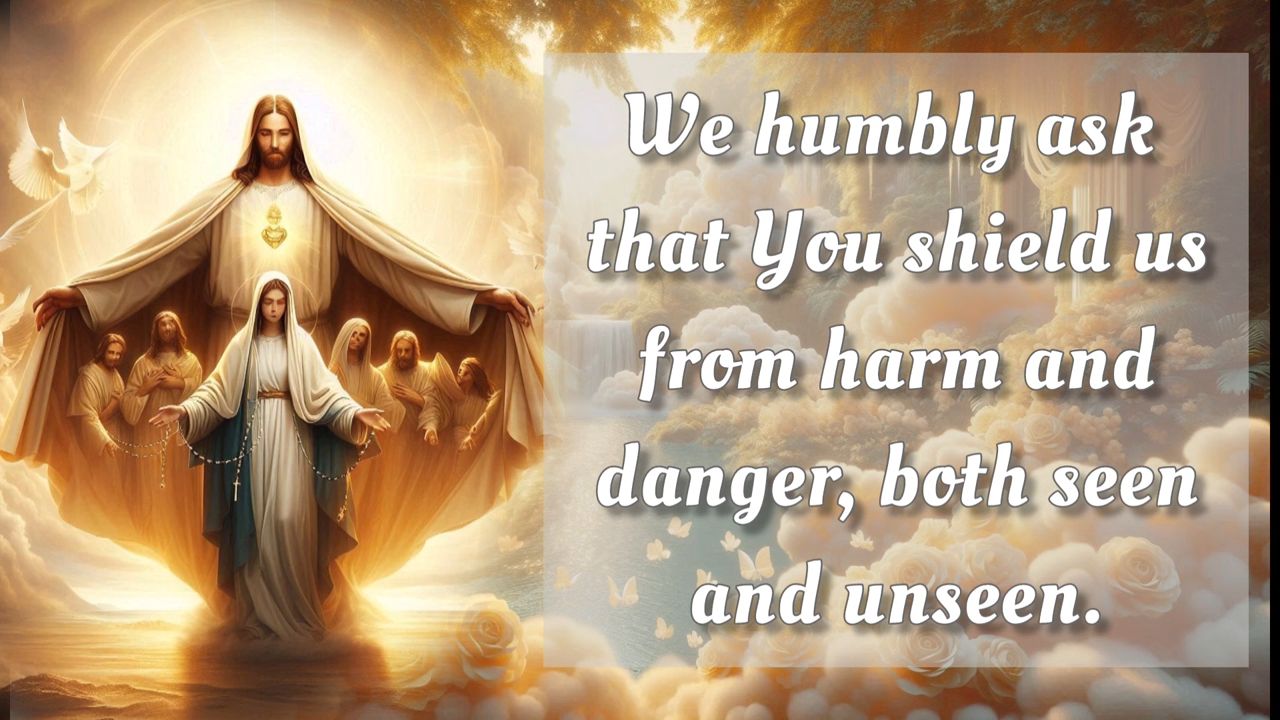 We humbly ask
that You shield us
from harm and
danger, both seen
and unseen.